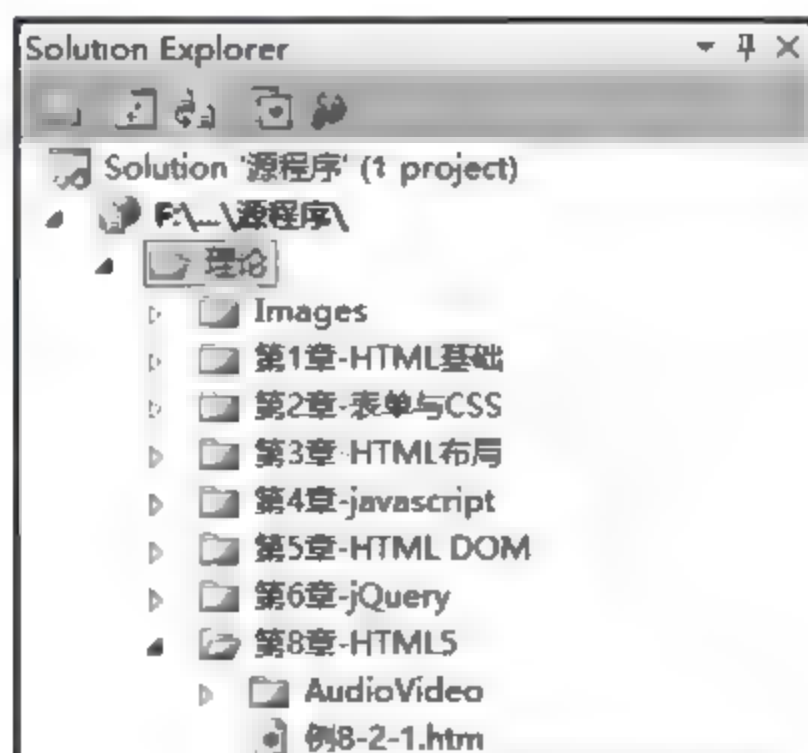 Solution Explorer
Solution '源程序' (1 project)
F:\...\源程序\
理论
Images
第1章-HTML基础
第2章-表单与CSS
第3章-HTML布局
第4章-javascript
第5章-HTML DOM
第6章-jQuery
第8章-HTML5
AudioVideo
例8-2-1.htm